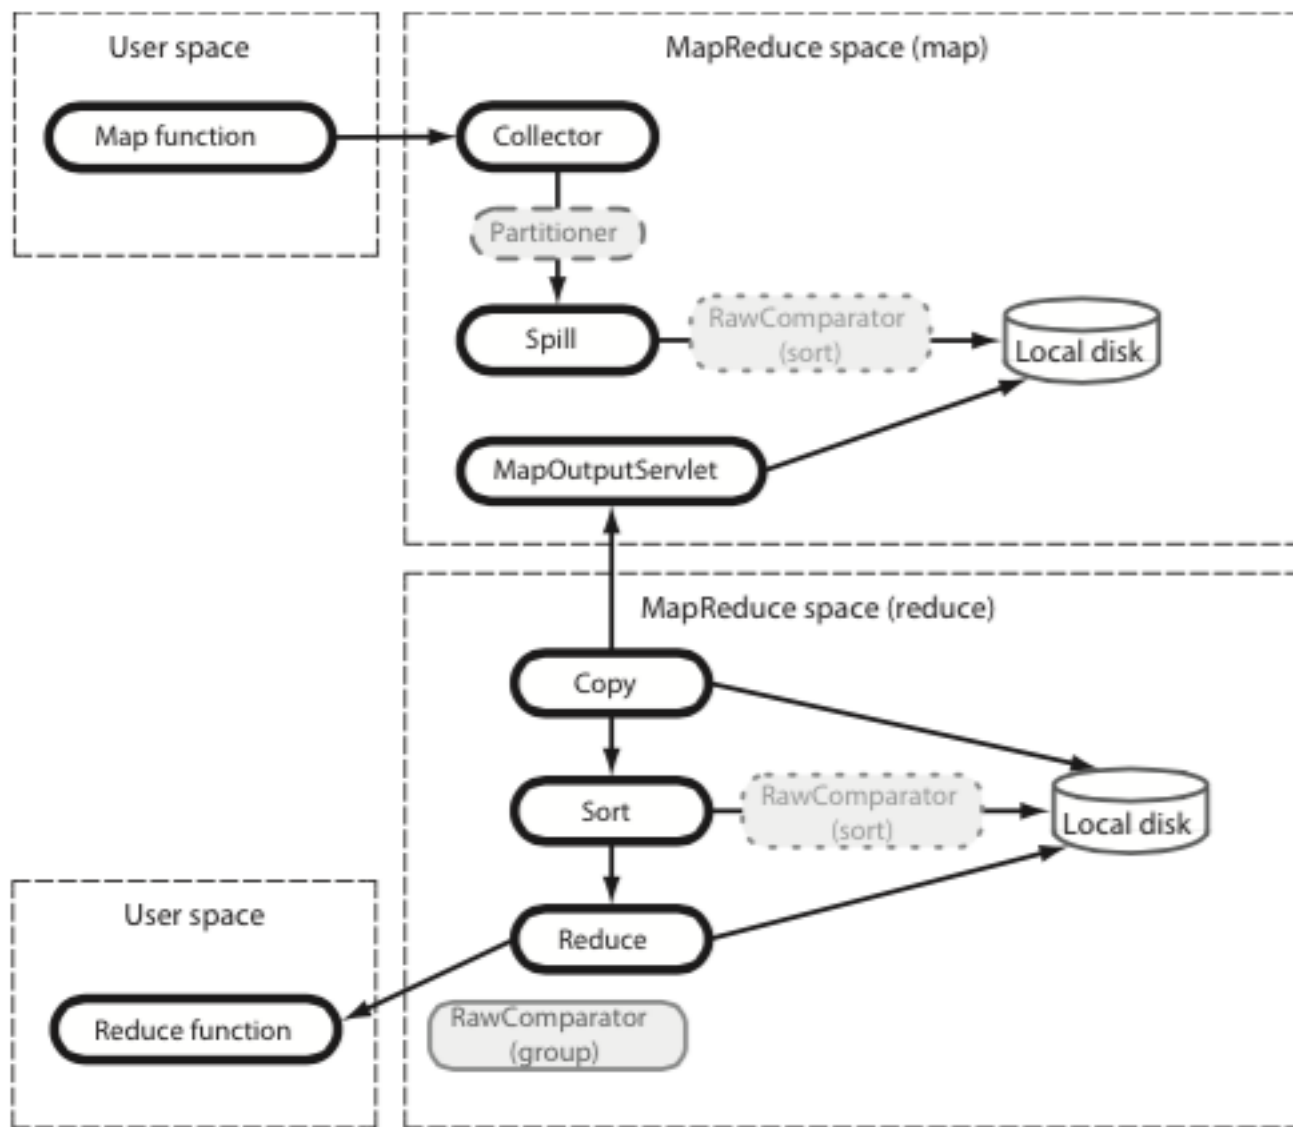 User space
MapReduce space (map)
Map function
Collector
Partitioner
Spill
RawComparator
(sort)
Local disk
MapOutputServlet
MapReduce space (reduce)
Copy
Sort
RawComparator
(sort)
Local disk
User space
Reduce
Reduce function
RawComparator
(group)